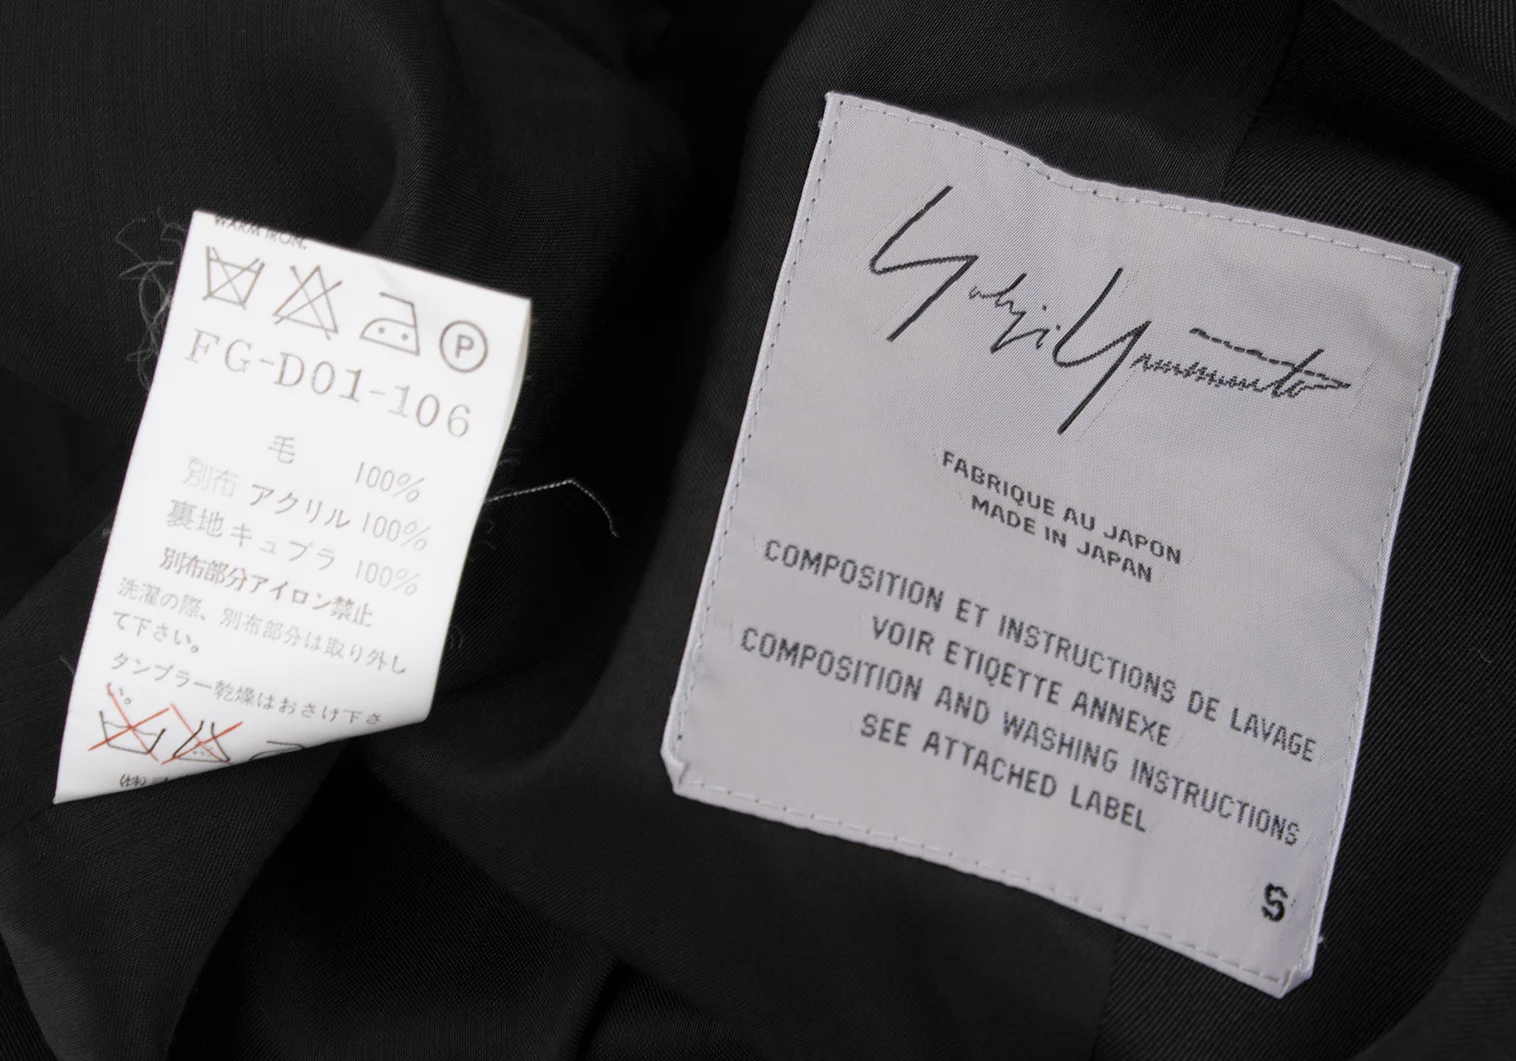 WARM IRON.
P
FG-D01-106
毛 100%
別布 アクリル 100%
裏地キュプラ 100%
別布部分アイロン禁止
洗濯の際、別布部分は取り外し
て下さい。
タンブラー乾燥はおさけ下さ
い。
(株)
Yohji Yamamoto
FABRIQUE AU JAPON
MADE IN JAPAN
COMPOSITION ET INSTRUCTIONS DE LAVAGE
VOIR ETIQETTE ANNEXE
COMPOSITION AND WASHING INSTRUCTIONS
SEE ATTACHED LABEL
S